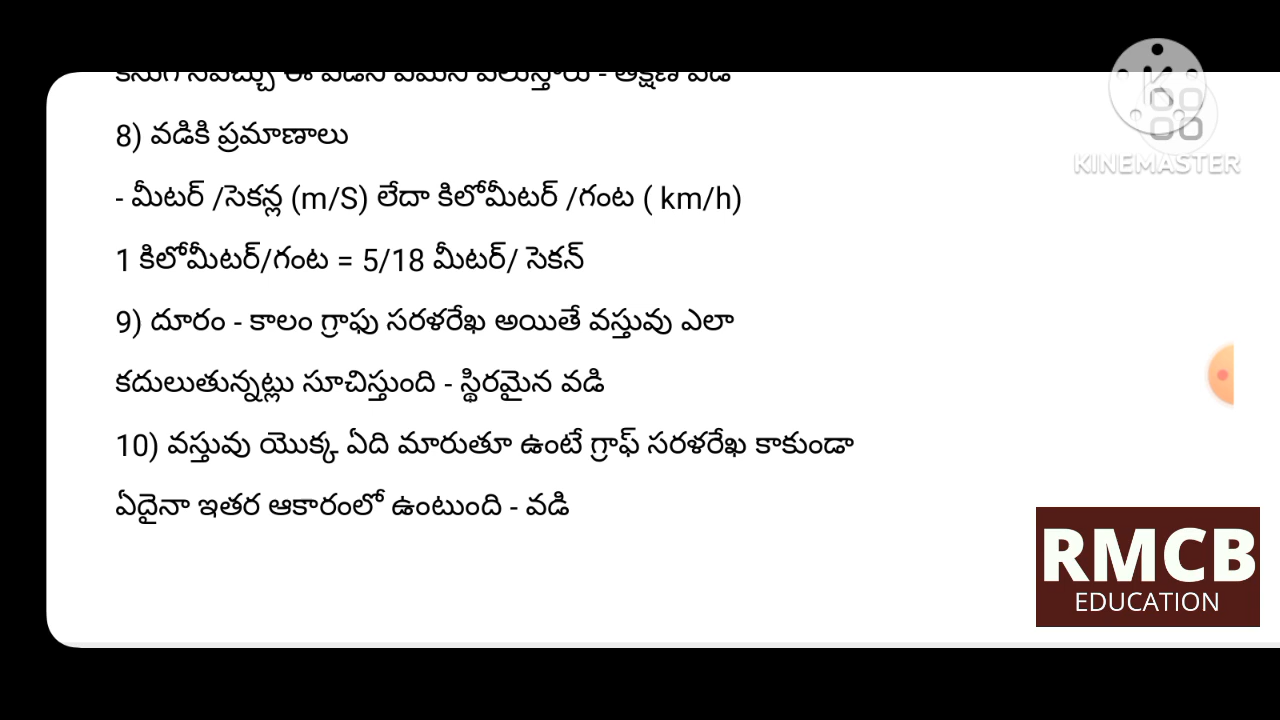 8) వడికి ప్రమాణాలు
- మీటర్ /సెకన్ల (m/S) లేదా కిలోమీటర్ /గంట ( km/h)
1 కిలోమీటర్/గంట = 5/18 మీటర్/ సెకన్
9) దూరం - కాలం గ్రాఫు సరళరేఖ అయితే వస్తువు ఎలా
కదులుతున్నట్లు సూచిస్తుంది - స్థిరమైన వడి
10) వస్తువు యొక్క ఏది మారుతూ ఉంటే గ్రాఫ్ సరళరేఖ కాకుండా
ఏదైనా ఇతర ఆకారంలో ఉంటుంది - వడి
KINEMASTER
RMCB
EDUCATION